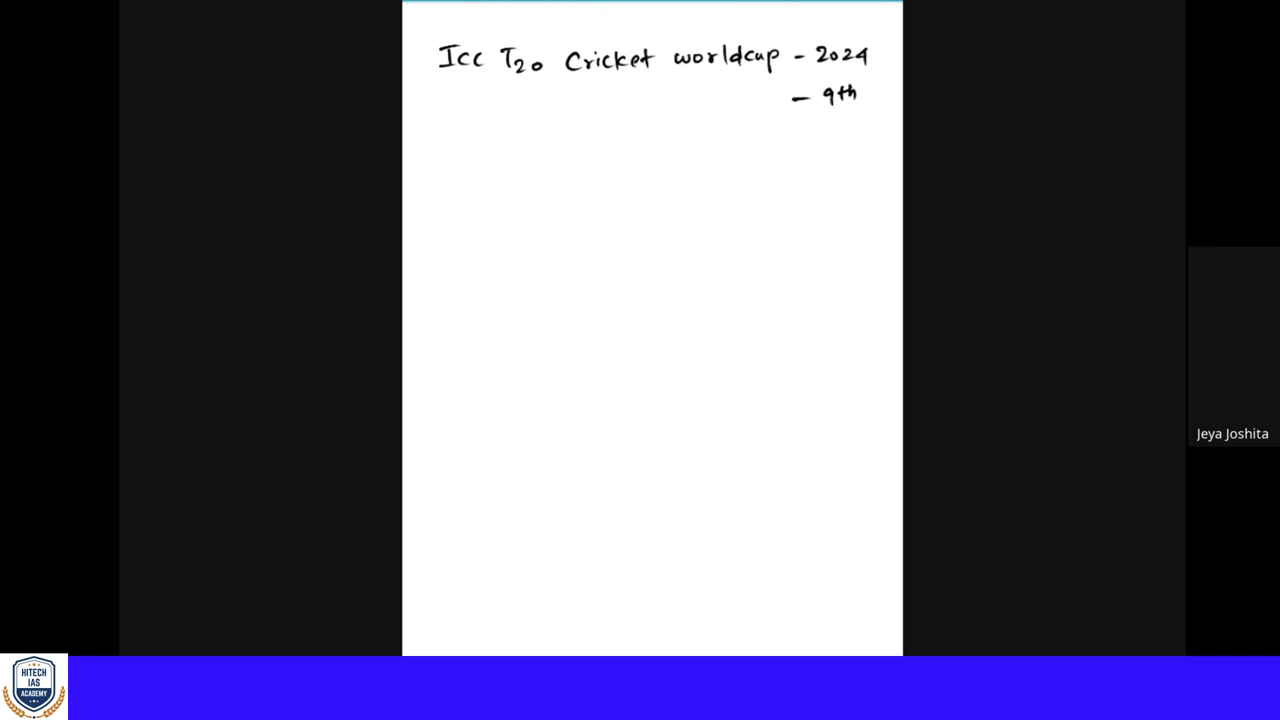 Icc T20 Cricket worldcup - 2024
- 9th
Jeya Joshita
HITECH
IAS
ACADEMY